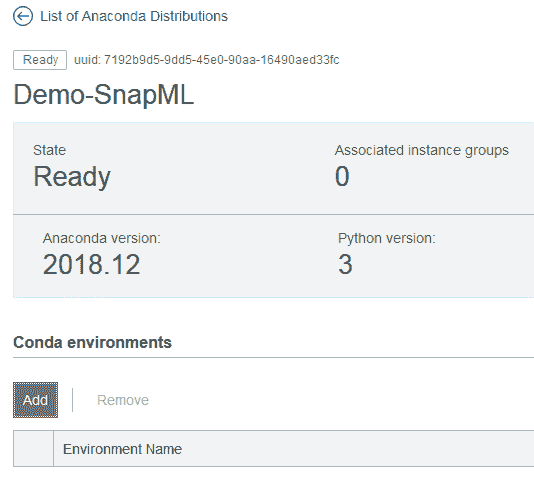 List of Anaconda Distributions
Ready uuid: 7192b9d5-9dd5-45e0-90aa-16490aed33fc
Demo-SnapML
State Associated instance groups
Ready 0
Anaconda version: Python version:
2018.12 3
Conda environments
Add Remove
Environment Name